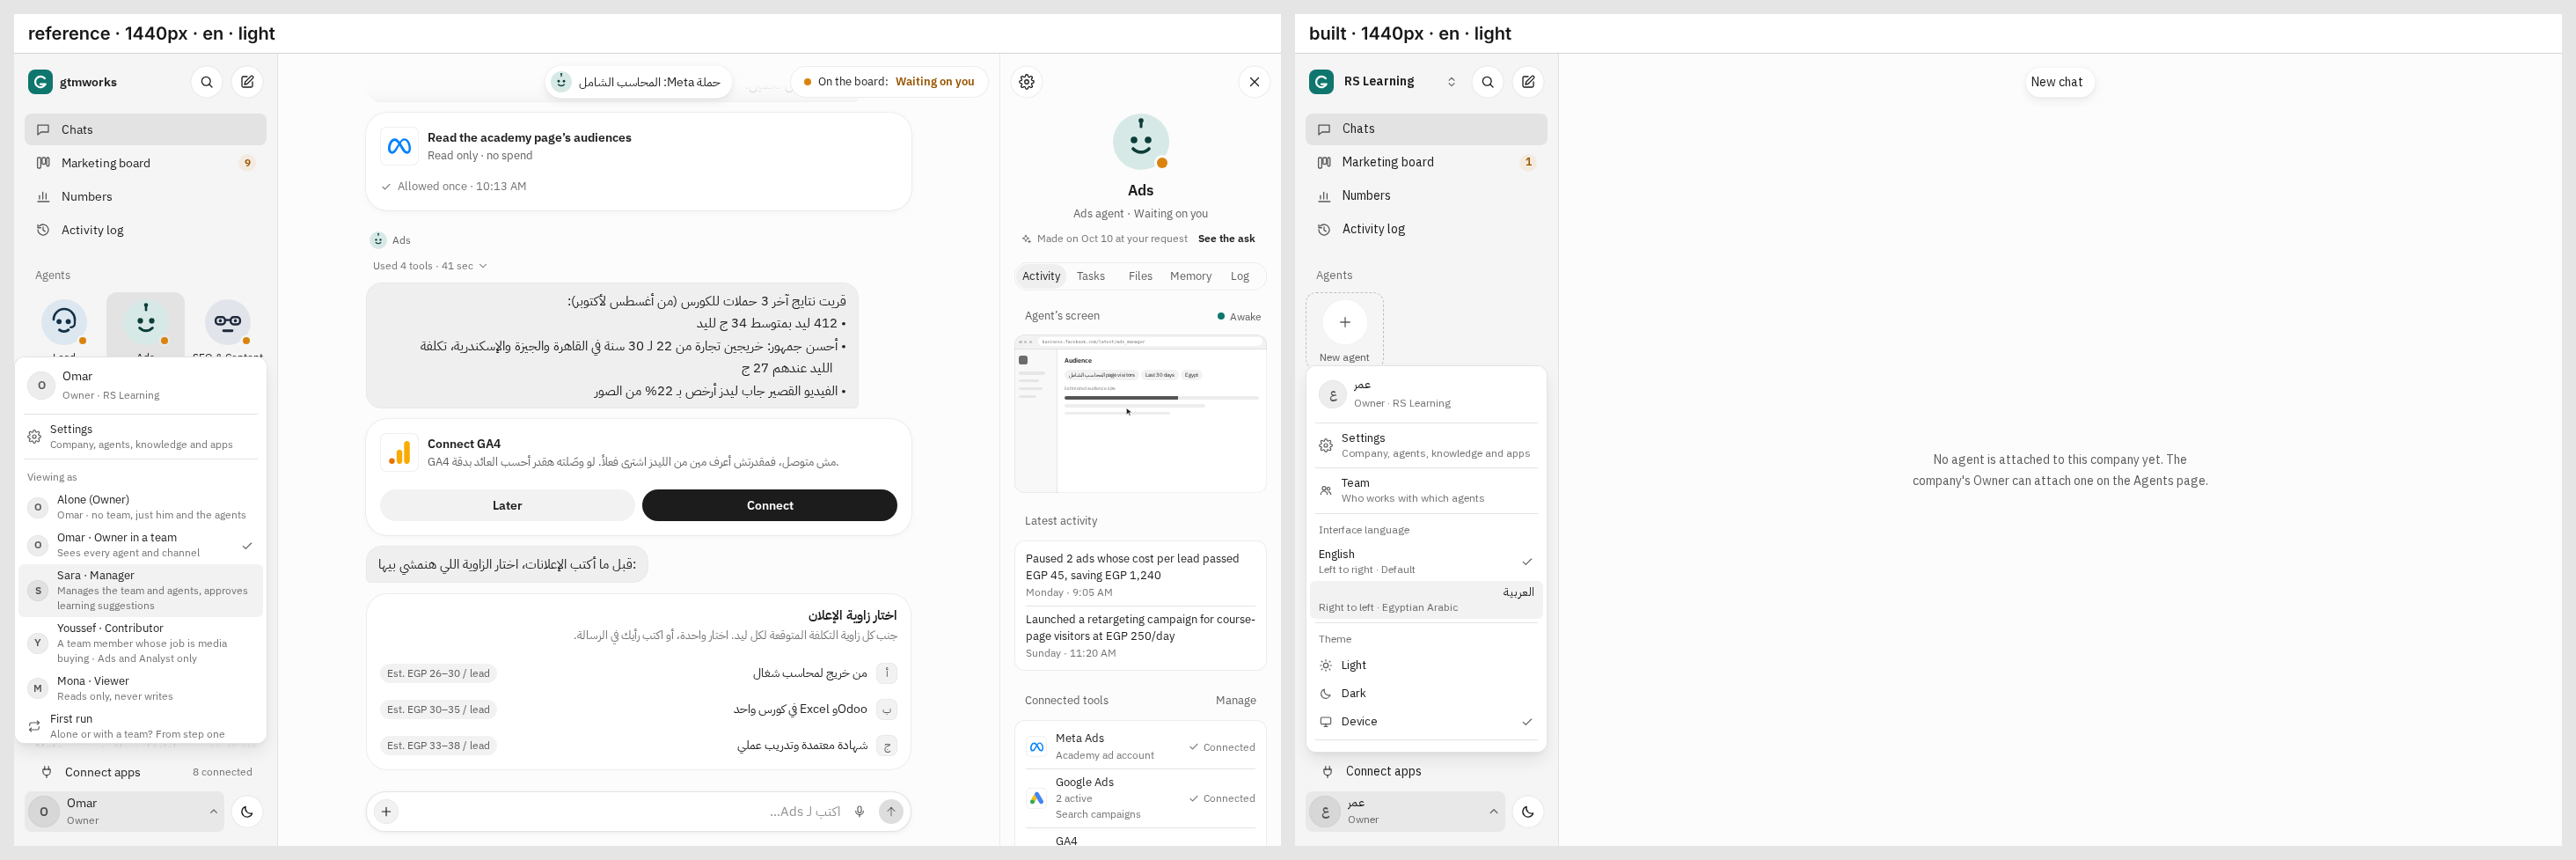 reference · 1440px · en · light
gtmworks
Chats
Marketing board
9
Numbers
Activity log
Agents
Omar
Owner · RS Learning
Settings
Company, agents, knowledge and apps
Viewing as
O
Alone (Owner)
Omar · no team, just him and the agents
O
Omar · Owner in a team
Sees every agent and channel
S
Sara · Manager
Manages the team and agents, approves
learning suggestions
Y
Youssef · Contributor
A team member whose job is media
buying · Ads and Analyst only
M
Mona · Viewer
Reads only, never writes
First run
Alone or with a team? From step one
Connect apps
8 connected
O
Omar
Owner
حملة Meta: المحاسب الشامل
On the board: Waiting on you
Read the academy page’s audiences
Read only · no spend
Allowed once · 10:13 AM
Ads
Used 4 tools · 41 sec
قريت نتايج آخر 3 حملات للكورس (من أغسطس لأكتوبر):
• 412 ليد بمتوسط 34 ج لليد
• أحسن جمهور: خريجين تجارة من 22 لـ 30 سنة في القاهرة والجيزة والإسكندرية، تكلفة
الليد عندهم 27 ج
• الفيديو القصير جاب ليدز أرخص بـ 22% من الصور
Connect GA4
GA4 مش متوصل، فمقدرتش أعرف مين من الليدز اشترى فعلاً. لو وصّلته هقدر أحسب العائد بدقة.
Later
Connect
قبل ما أكتب الإعلانات، اختار الزاوية اللي هنمشي بيها:
اختار زاوية الإعلان
جنب كل زاوية التكلفة المتوقعة لكل ليد. اختار واحدة، أو اكتب رأيك في الرسالة.
أ
من خريج لمحاسب شغال
Est. EGP 26–30 / lead
ب
Odoo و Excel في كورس واحد
Est. EGP 30–35 / lead
ج
شهادة معتمدة وتدريب عملي
Est. EGP 33–38 / lead
اكتب لـ Ads...
Ads
Ads agent · Waiting on you
Made on Oct 10 at your request
See the ask
Activity
Tasks
Files
Memory
Log
Agent’s screen
Awake
Audience
Last 30 days
Egypt
Latest activity
Paused 2 ads whose cost per lead passed
EGP 45, saving EGP 1,240
Monday · 9:05 AM
Launched a retargeting campaign for course-
page visitors at EGP 250/day
Sunday · 11:20 AM
Connected tools
Manage
Meta Ads
Academy ad account
Connected
Google Ads
2 active
Search campaigns
Connected
GA4
built · 1440px · en · light
RS Learning
Chats
Marketing board
1
Numbers
Activity log
Agents
New agent
ع
عمر
Owner · RS Learning
Settings
Company, agents, knowledge and apps
Team
Who works with which agents
Interface language
English
Left to right · Default
العربية
Right to left · Egyptian Arabic
Theme
Light
Dark
Device
Connect apps
ع
عمر
Owner
New chat
No agent is attached to this company yet. The
company's Owner can attach one on the Agents page.